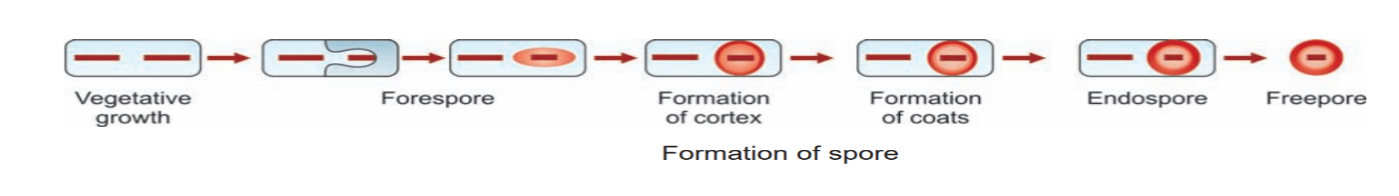 Vegetative
growth
Forespore
Formation
of cortex
Formation
of coats
Endospore
Freepore
Formation of spore